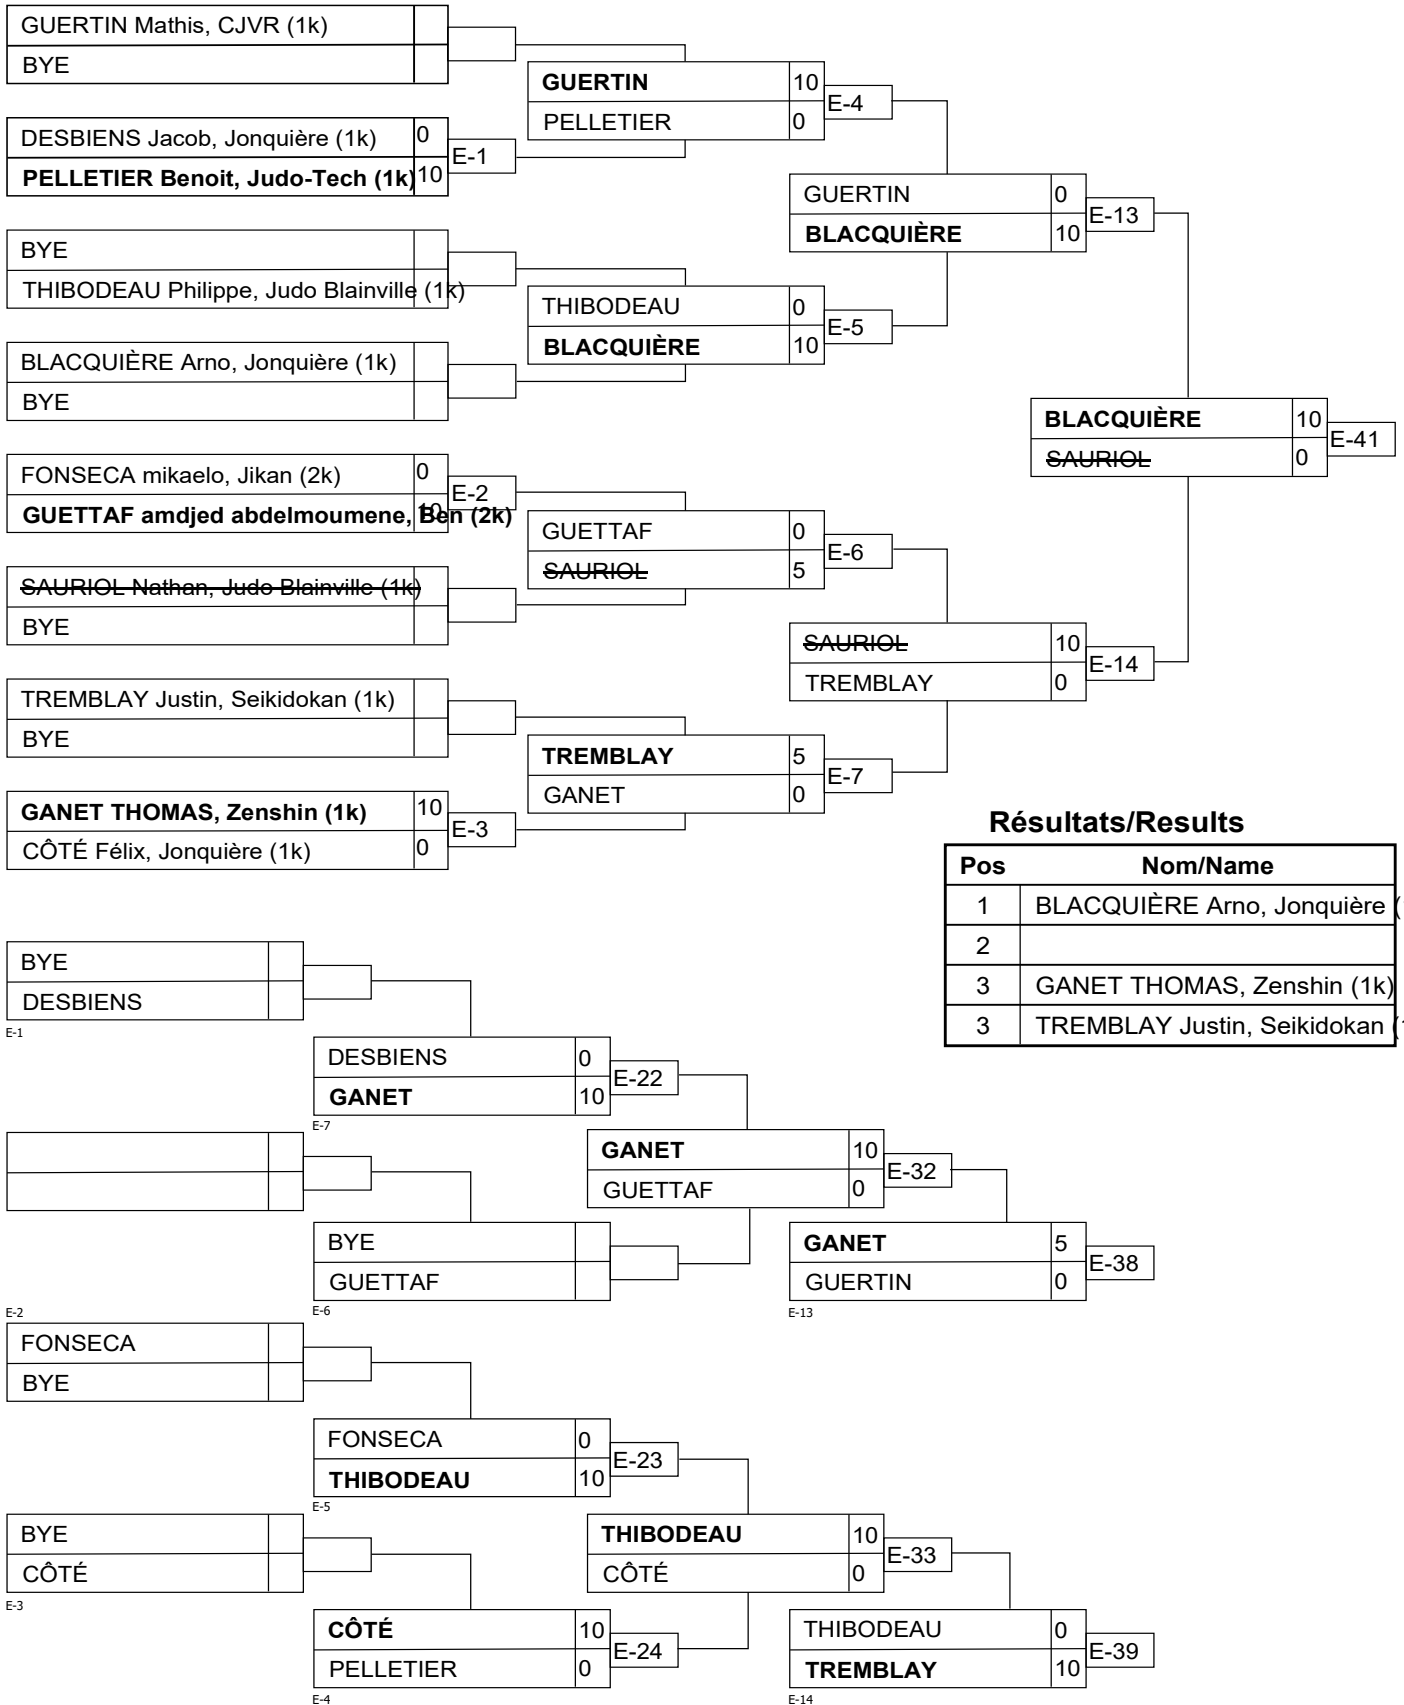 GUERTIN Mathis, CJVR (1k)
BYE
DESBIENS Jacob, Jonquière (1k) 0
PELLETIER Benoit, Judo-Tech (1k) 10
E-1
BYE
THIBODEAU Philippe, Judo Blainville (1k)
BLACQUIÈRE Arno, Jonquière (1k)
BYE
FONSECA mikaelo, Jikan (2k) 0
GUETTAF amdjed abdelmoumene, Ben (2k) 10
E-2
SAURIOL Nathan, Judo Blainville (1k)
BYE
TREMBLAY Justin, Seikidokan (1k)
BYE
GANET THOMAS, Zenshin (1k) 10
CÔTÉ Félix, Jonquière (1k) 0
E-3
GUERTIN 10
PELLETIER 0
E-4
THIBODEAU 0
BLACQUIÈRE 10
E-5
GUETTAF 0
SAURIOL 5
E-6
TREMBLAY 5
GANET 0
E-7
GUERTIN 0
BLACQUIÈRE 10
E-13
SAURIOL 10
TREMBLAY 0
E-14
BLACQUIÈRE 10
SAURIOL 0
E-41
Résultats/Results
Pos Nom/Name
1 BLACQUIÈRE Arno, Jonquière (
2
3 GANET THOMAS, Zenshin (1k)
3 TREMBLAY Justin, Seikidokan (1
BYE
DESBIENS
E-1
E-2
FONSECA
BYE
BYE
CÔTÉ
E-3
DESBIENS 0
GANET 10
E-22
E-7
BYE
GUETTAF
E-6
FONSECA 0
THIBODEAU 10
E-23
E-5
CÔTÉ 10
PELLETIER 0
E-24
E-4
GANET 10
GUETTAF 0
E-32
THIBODEAU 10
CÔTÉ 0
E-33
GANET 5
GUERTIN 0
E-38
E-13
THIBODEAU 0
TREMBLAY 10
E-39
E-14